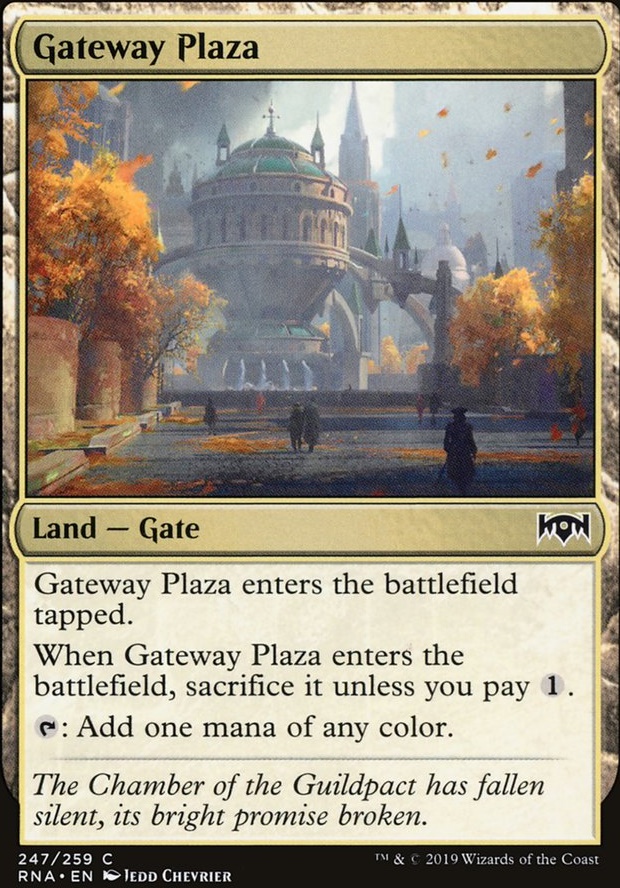 Gateway Plaza
Land — Gate
Gateway Plaza enters the battlefield
tapped.
When Gateway Plaza enters the
battlefield, sacrifice it unless you pay 1.
: Add one mana of any color.
The Chamber of the Guildpact has fallen
silent, its bright promise broken.
247/259 C
™ & © 2019 Wizards of the Coast
RNA • EN Jedd Chevrier